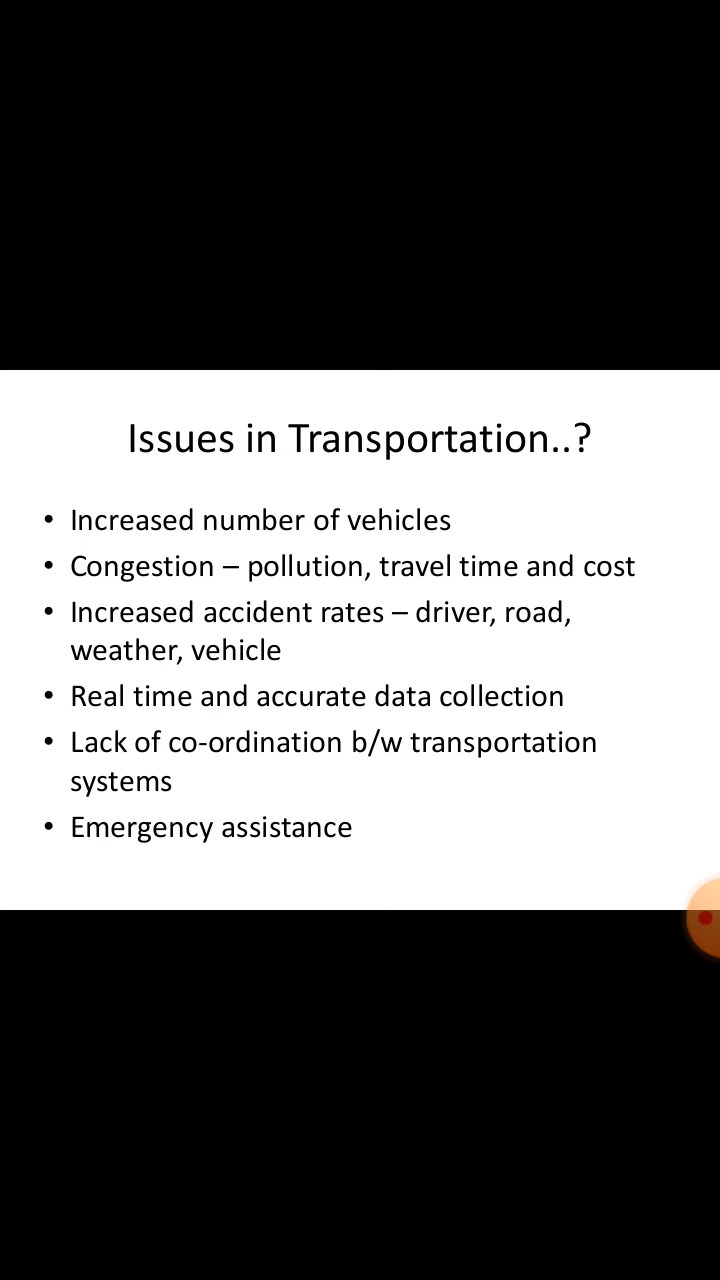 Issues in Transportation..?
• Increased number of vehicles
• Congestion – pollution, travel time and cost
• Increased accident rates – driver, road,
weather, vehicle
• Real time and accurate data collection
• Lack of co-ordination b/w transportation
systems
• Emergency assistance